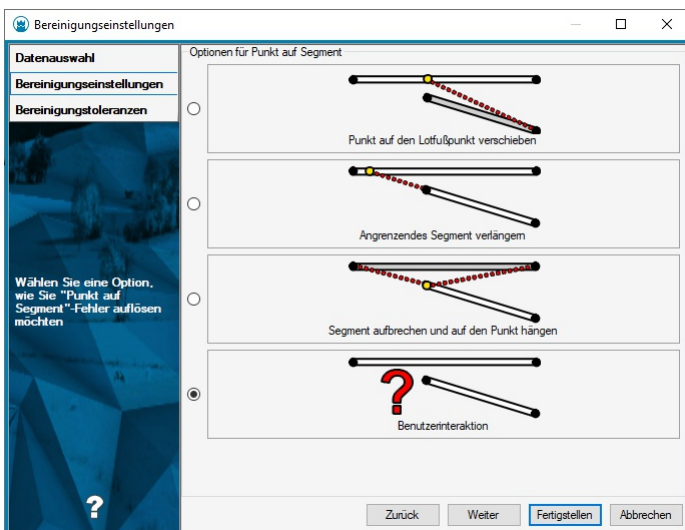 Bereinigungseinstellungen
Datenauswahl
Bereinigungseinstellungen
Bereinigungstoleranzen
Wählen Sie eine Option,
wie Sie "Punkt auf
Segment"-Fehler auflösen
möchten
?
Optionen für Punkt auf Segment
Punkt auf den Lotfußpunkt verschieben
Angrenzendes Segment verlängern
Segment aufbrechen und auf den Punkt hängen
?
Benutzerinteraktion
Zurück
Weiter
Fertigstellen
Abbrechen